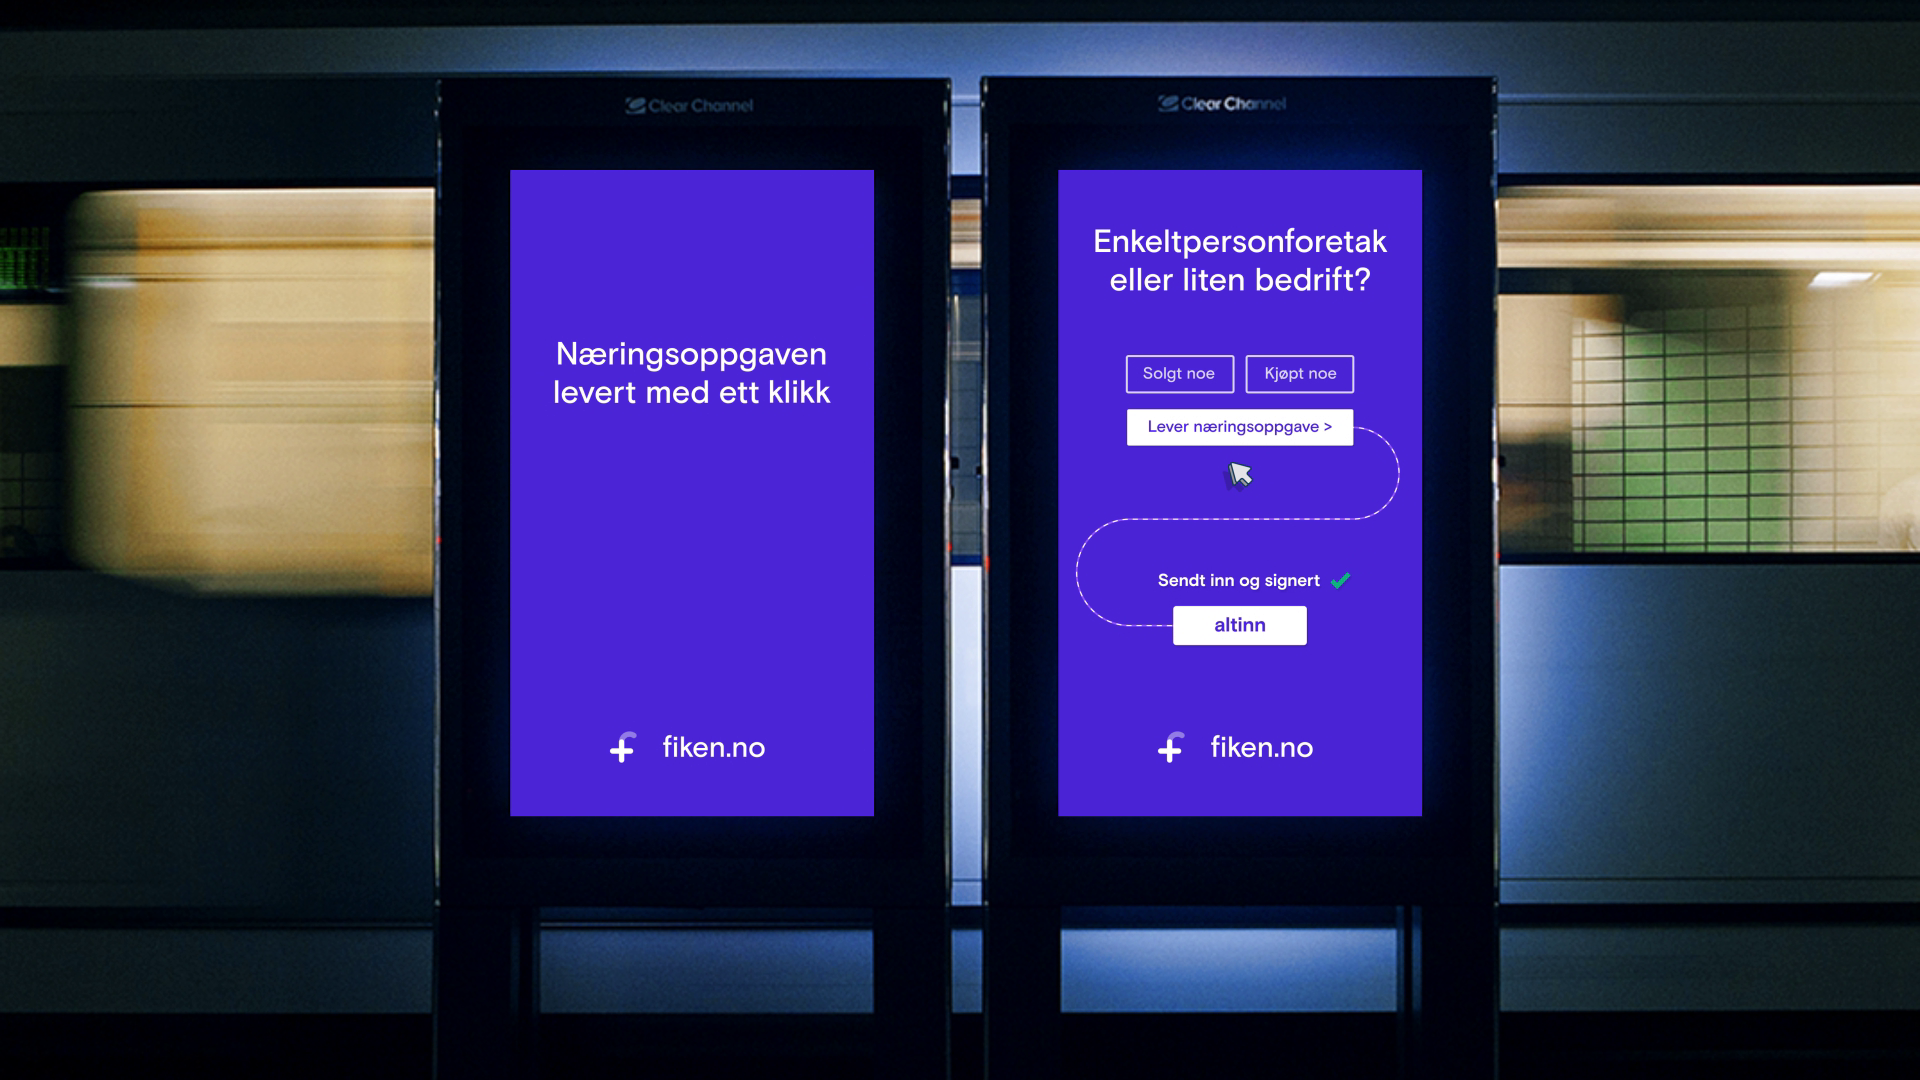 Clear Channel
Næringsoppgaven
levert med ett klikk
fiken.no
Clear Channel
Enkeltpersonforetak
eller liten bedrift?
Solgt noe
Kjøpt noe
Lever næringsoppgave >
Sendt inn og signert
altinn
fiken.no